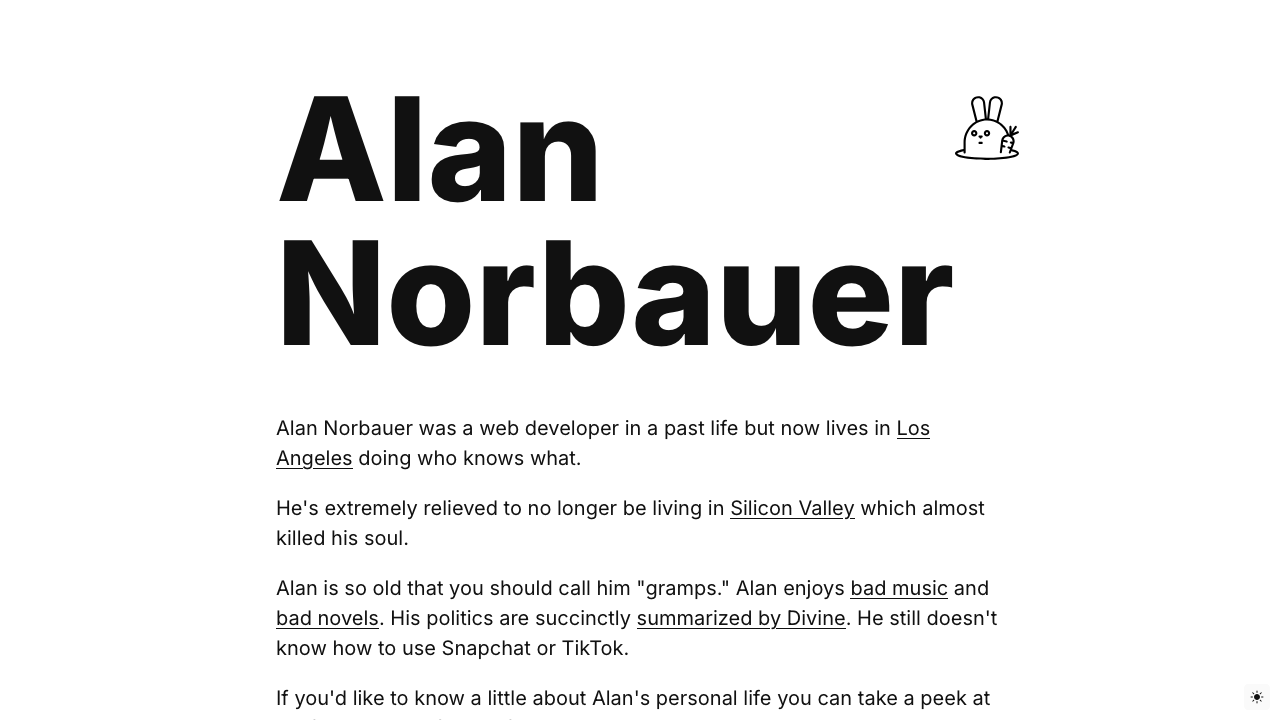 Alan
Norbauer
Alan Norbauer was a web developer in a past life but now lives in Los
Angeles doing who knows what.
He's extremely relieved to no longer be living in Silicon Valley which almost
killed his soul.
Alan is so old that you should call him "gramps." Alan enjoys bad music and
bad novels. His politics are succinctly summarized by Divine. He still doesn't
know how to use Snapchat or TikTok.
If you'd like to know a little about Alan's personal life you can take a peek at